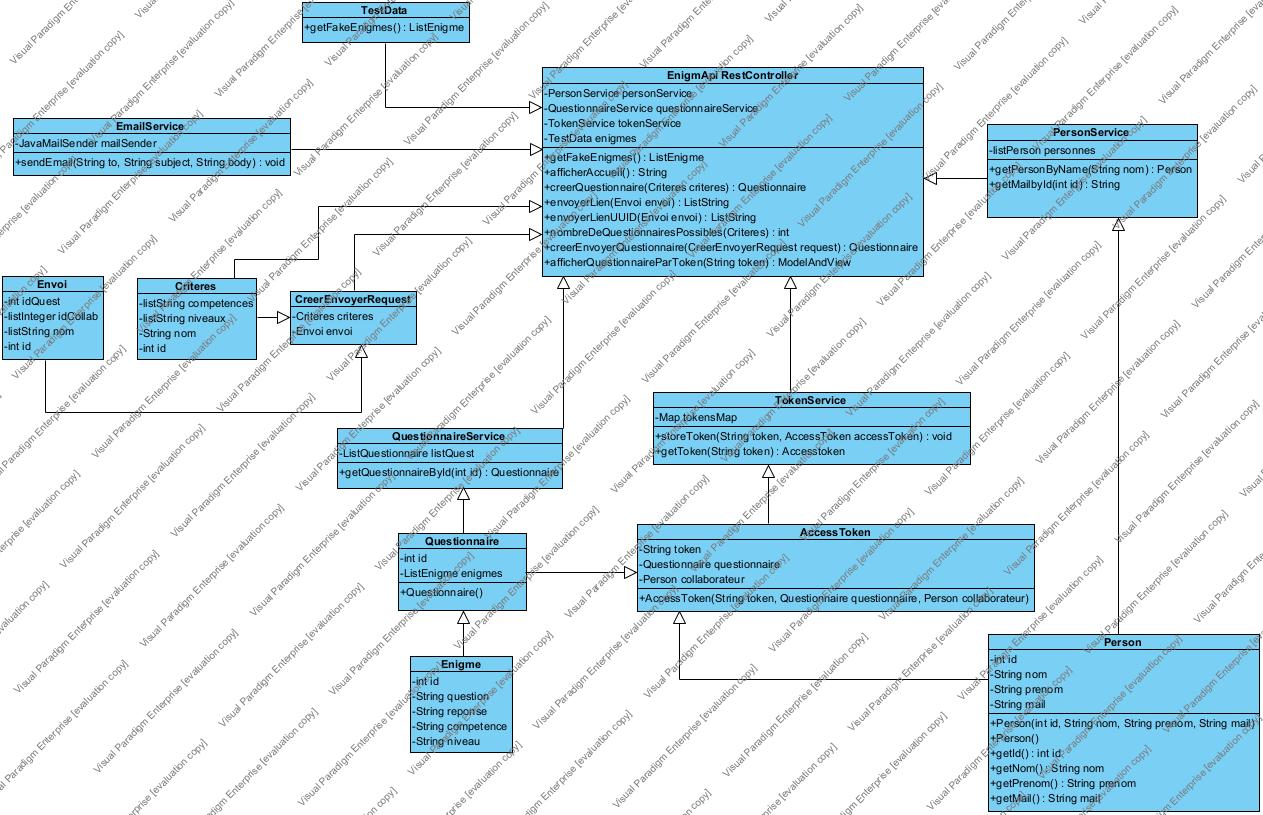 TestData
+getFakeEnigmes() : ListEnigme
EnigmApi RestController
-PersonService personService
-QuestionnaireService questionnaireService
-TokenService tokenService
-TestData enigmes
+getFakeEnigmes() : ListEnigme
+afficherAccueil() : String
+creerQuestionnaire(Criteres criteres) : Questionnaire
+envoyerLien(Envoi envoi) : ListString
+envoyerLienUUID(Envoi envoi) : ListString
+nombreDeQuestionnairesPossibles(Criteres) : int
+creerEnvoyerQuestionnaire(CreerEnvoyerRequest request) : Questionnaire
+afficherQuestionnaireParToken(String token) : ModelAndView
EmailService
-JavaMailSender mailSender
+sendEmail(String to, String subject, String body) : void
PersonService
-listPerson personnes
+getPersonByName(String nom) : Person
+getMailbyId(int id) : String
Envoi
-int idQuest
-listInteger idCollab
-listString nom
-int id
Criteres
-listString competences
-listString niveaux
-String nom
-int id
CreerEnvoyerRequest
-Criteres criteres
-Envoi envoi
TokenService
-Map tokensMap
+storeToken(String token, AccessToken accessToken) : void
+getToken(String token) : Accesstoken
QuestionnaireService
-ListQuestionnaire listQuest
+getQuestionnaireById(int id) : Questionnaire
Questionnaire
-int id
-ListEnigme enigmes
+Questionnaire()
AccessToken
-String token
-Questionnaire questionnaire
-Person collaborateur
+AccessToken(String token, Questionnaire questionnaire, Person collaborateur)
Enigme
-int id
-String question
-String reponse
-String competence
-String niveau
Person
-int id
-String nom
-String prenom
-String mail
+Person(int id, String nom, String prenom, String mail)
+Person()
+getId() : int id
+getNom() : String nom
+getPrenom() : String prenom
+getMail() : String mail
Visual Paradigm Enterprise [evaluation copy]